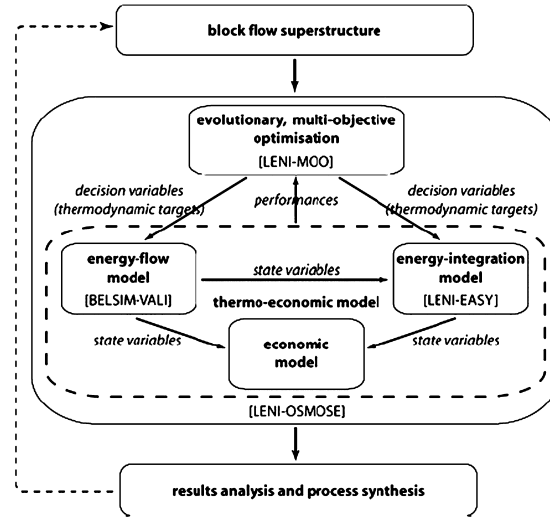 block flow superstructure
evolutionary, multi-objective
optimisation
[LENI-MOO]
decision variables
(thermodynamic targets)
performances
decision variables
(thermodynamic targets)
energy-flow
model
[BELSIM-VALI]
state variables
energy-integration
model
[LENI-EASY]
thermo-economic model
state variables
economic
model
state variables
[LENI-OSMOSE]
results analysis and process synthesis